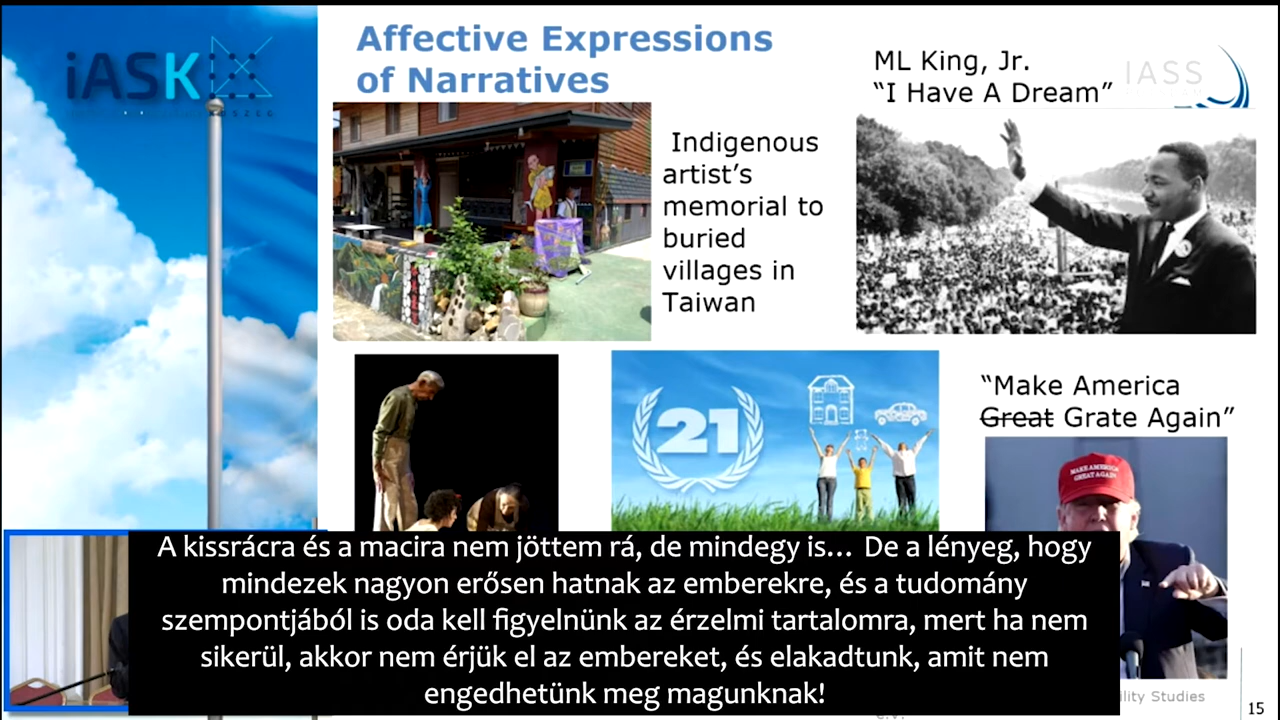 iASK
KOSZEG
Affective Expressions
of Narratives
ML King, Jr.
“I Have A Dream”
IASS
Indigenous
artist’s
memorial to
buried
villages in
Taiwan
21
“Make America
Great Grate Again”
MAKE AMERICA
GREAT AGAIN
A kissrácra és a macira nem jöttem rá, de mindegy is... De a lényeg, hogy
mindezek nagyon erősen hatnak az emberekre, és a tudomány
szempontjából is oda kell figyelnünk az érzelmi tartalomra, mert ha nem
sikerül, akkor nem érjük el az embereket, és elakadtunk, amit nem
engedhetünk meg magunknak!
Studies
15